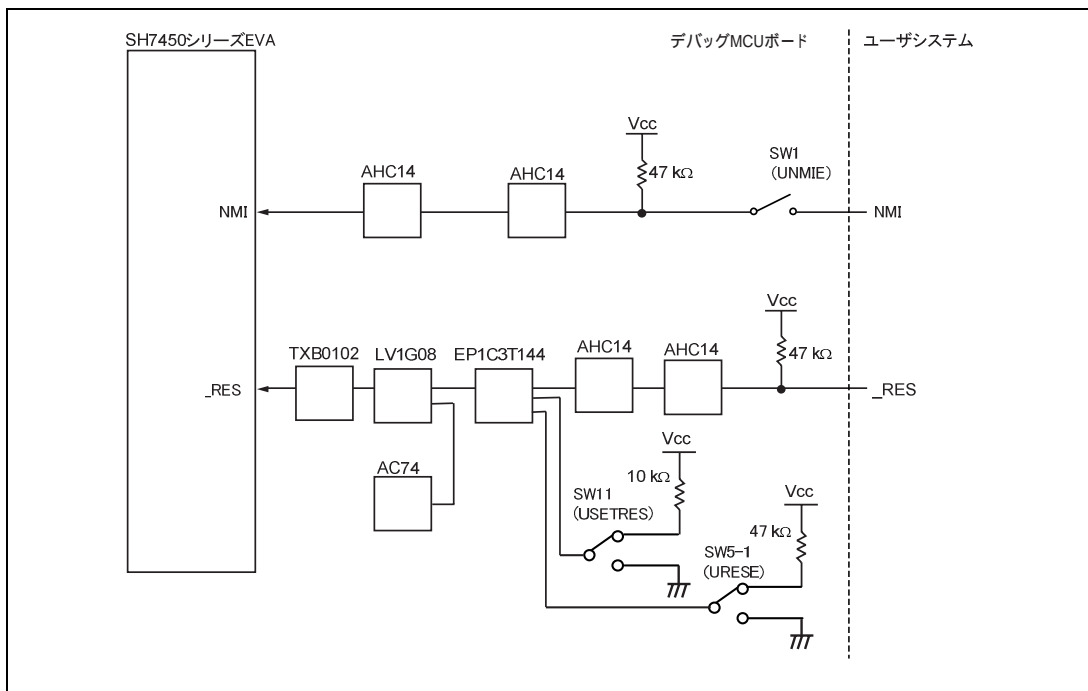 SH7450シリーズEVA
デバッグMCUボード
ユーザシステム
Vcc
47 kΩ
SW1
(UNMIE)
AHC14
AHC14
NMI
NMI
Vcc
47 kΩ
TXB0102
LV1G08
EP1C3T144
AHC14
AHC14
_RES
_RES
AC74
Vcc
10 kΩ
SW11
(USETRES)
Vcc
47 kΩ
SW5-1
(URESE)